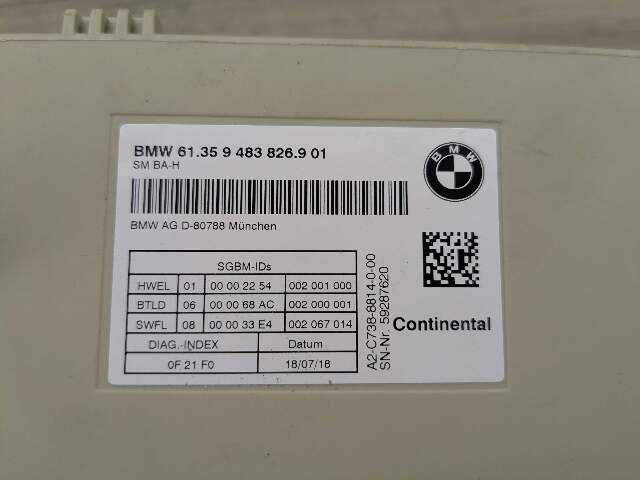 BMW 61.35 9 483 826.9 01
SM BA-H
BMW
BMW AG D-80788 München
SGBM-IDs
HWEL 01 00 00 22 54 002 001 000
BTLD 06 00 00 68 AC 002 000 001
SWFL 08 00 00 33 E4 002 067 014
DIAG.-INDEX Datum
0F 21 F0 18/07/18
A2-C738-8814-0-00
SN-Nr. 59287620
Continental